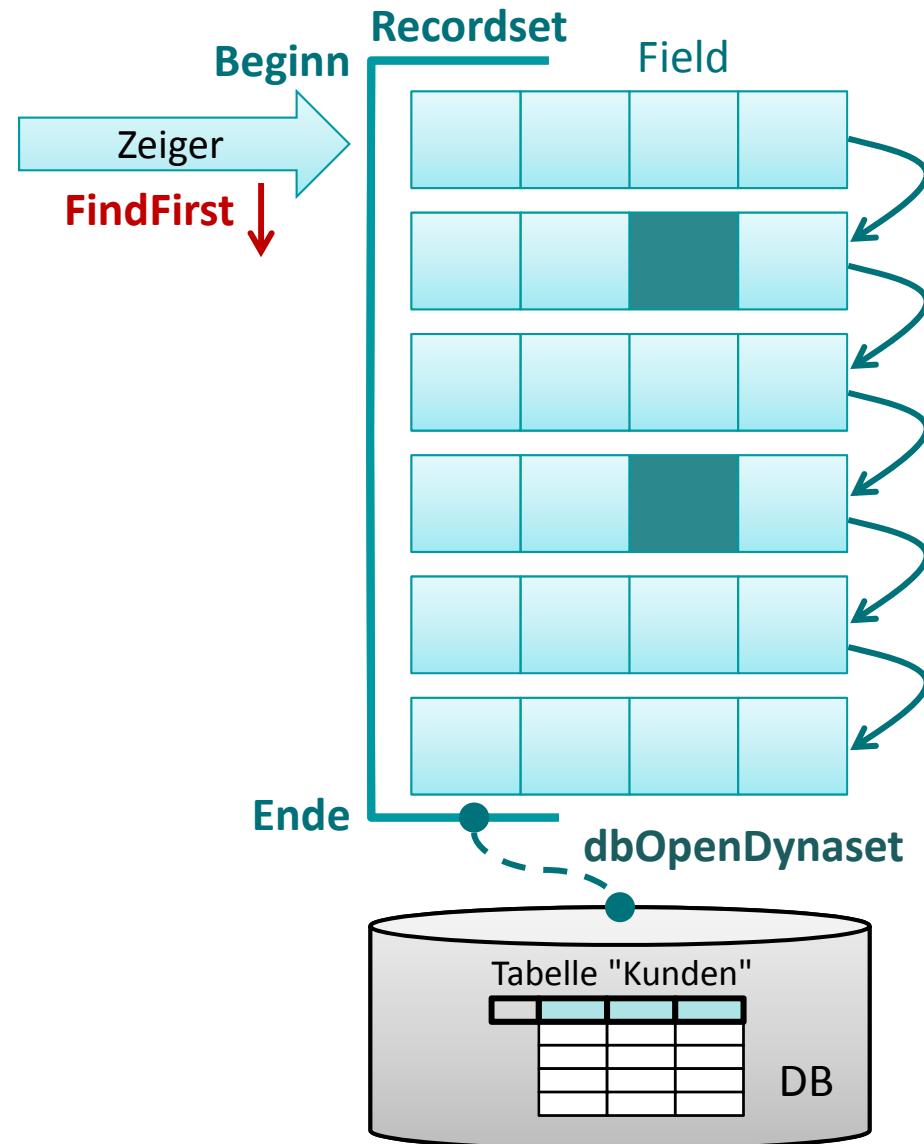 Recordset
Beginn
Field
Zeiger
FindFirst
Ende
dbOpenDynaset
Tabelle "Kunden"
DB